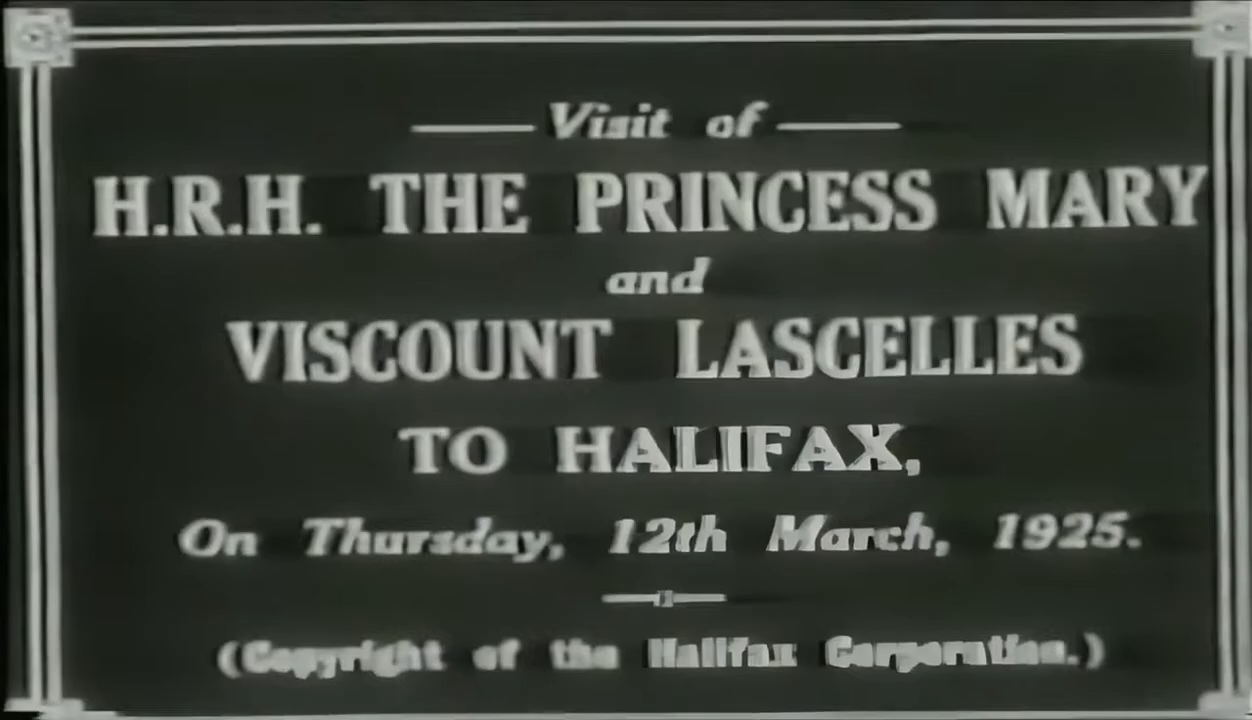 Visit of
H.R.H. THE PRINCESS MARY
and
VISCOUNT LASCELLES
TO HALIFAX,
On Thursday, 12th March, 1925.
(Copyright of the Halifax Corporation.)